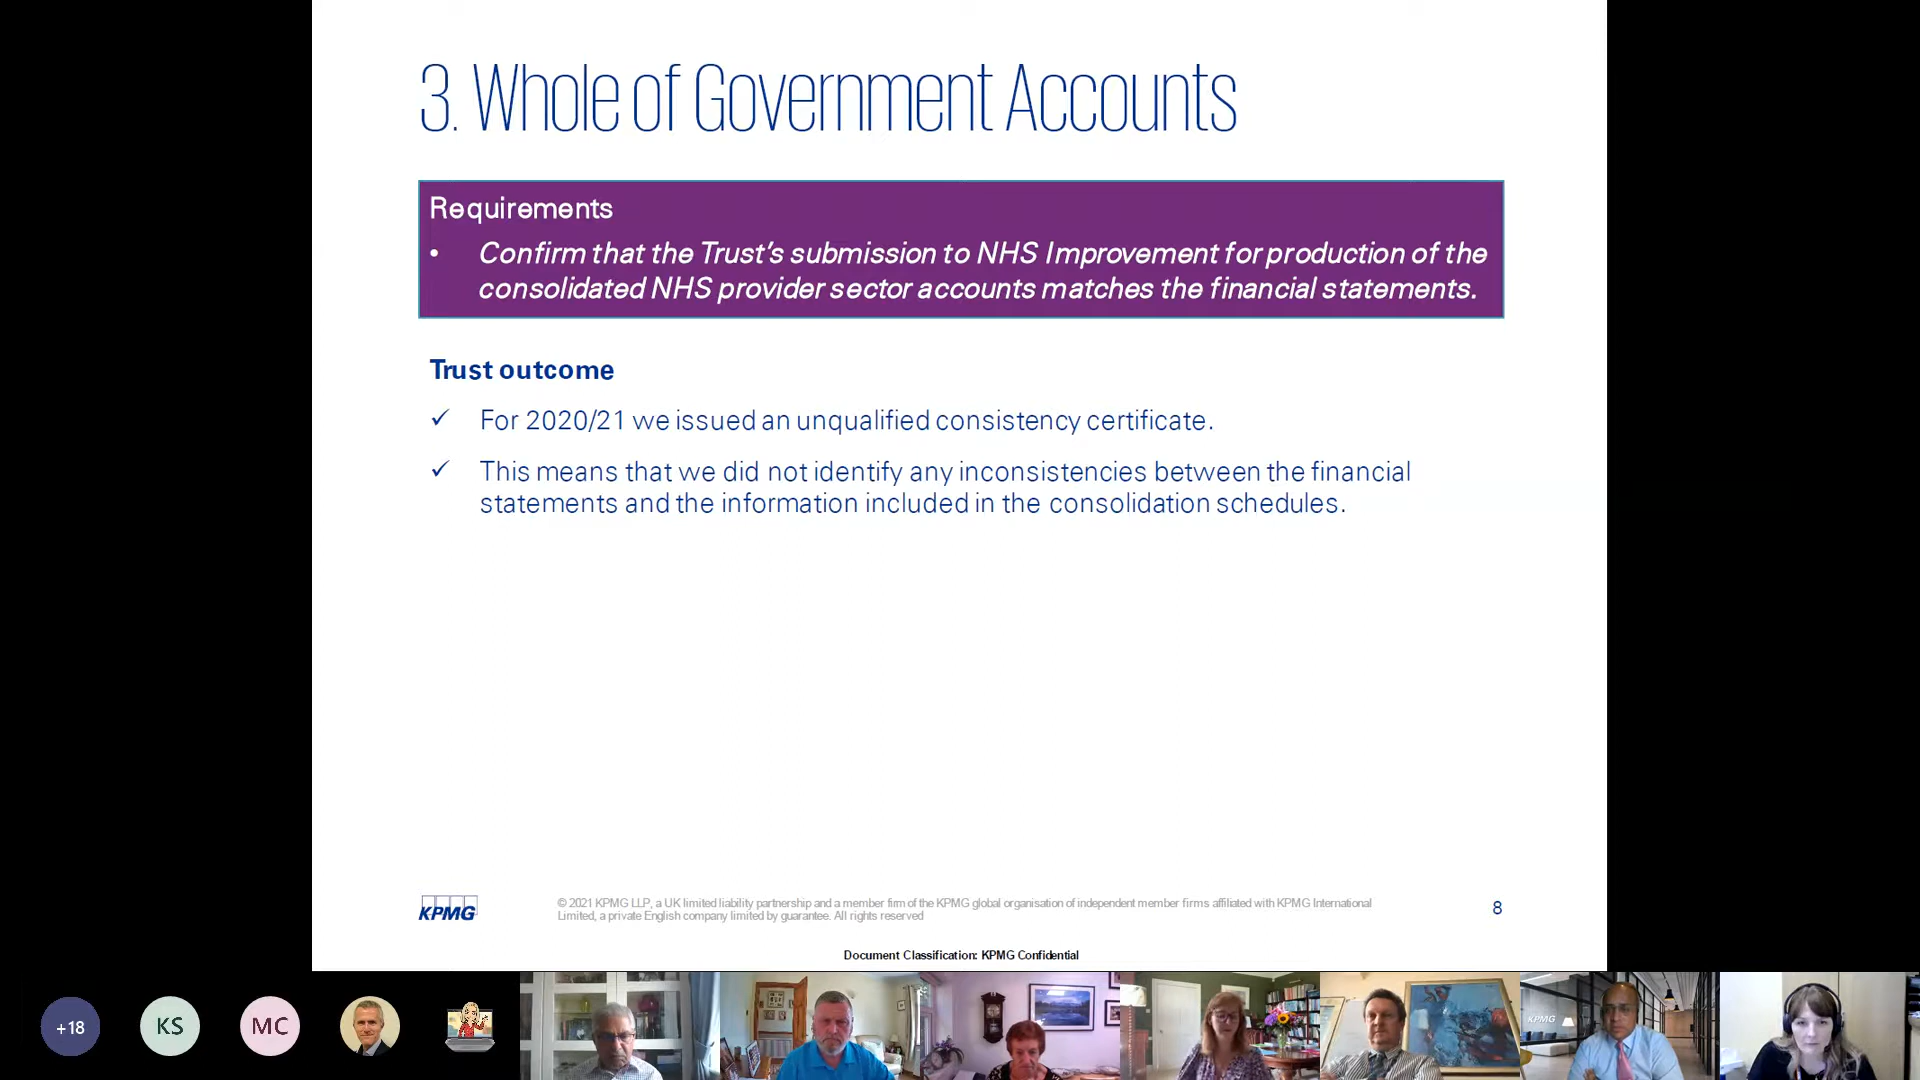 3. Whole of Government Accounts
Requirements
• Confirm that the Trust's submission to NHS Improvement for production of the
consolidated NHS provider sector accounts matches the financial statements.
Trust outcome
✓ For 2020/21 we issued an unqualified consistency certificate.
✓ This means that we did not identify any inconsistencies between the financial
statements and the information included in the consolidation schedules.
KPMG
© 2021 KPMG LLP, a UK limited liability partnership and a member firm of the KPMG global organisation of independent member firms affiliated with KPMG International
Limited, a private English company limited by guarantee. All rights reserved
8
Document Classification: KPMG Confidential
+18
KS
MC
KPMG